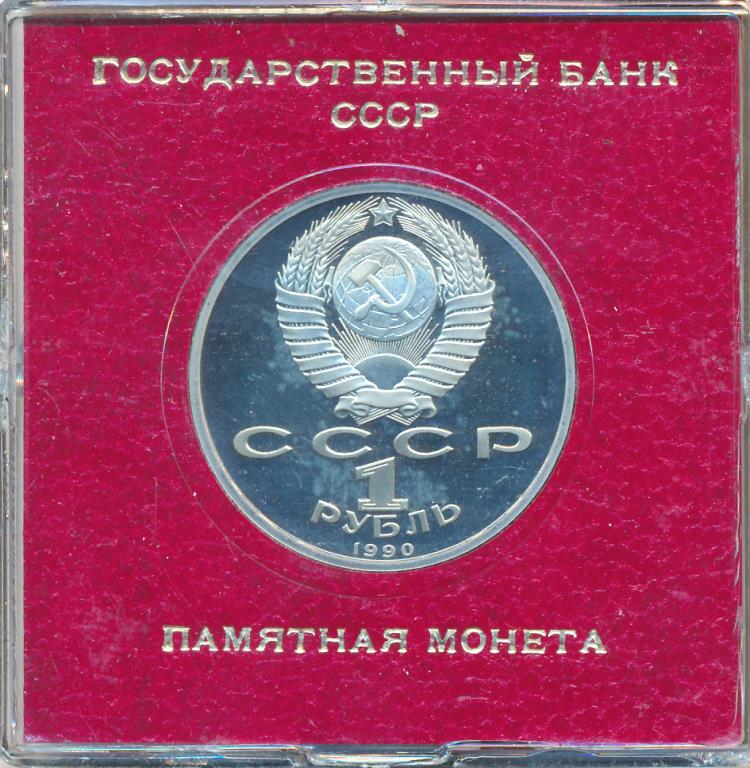 ГОСУДАРСТВЕННЫЙ БАНК
СССР
СССР
1
РУБЛЬ
1990
ПАМЯТНАЯ МОНЕТА